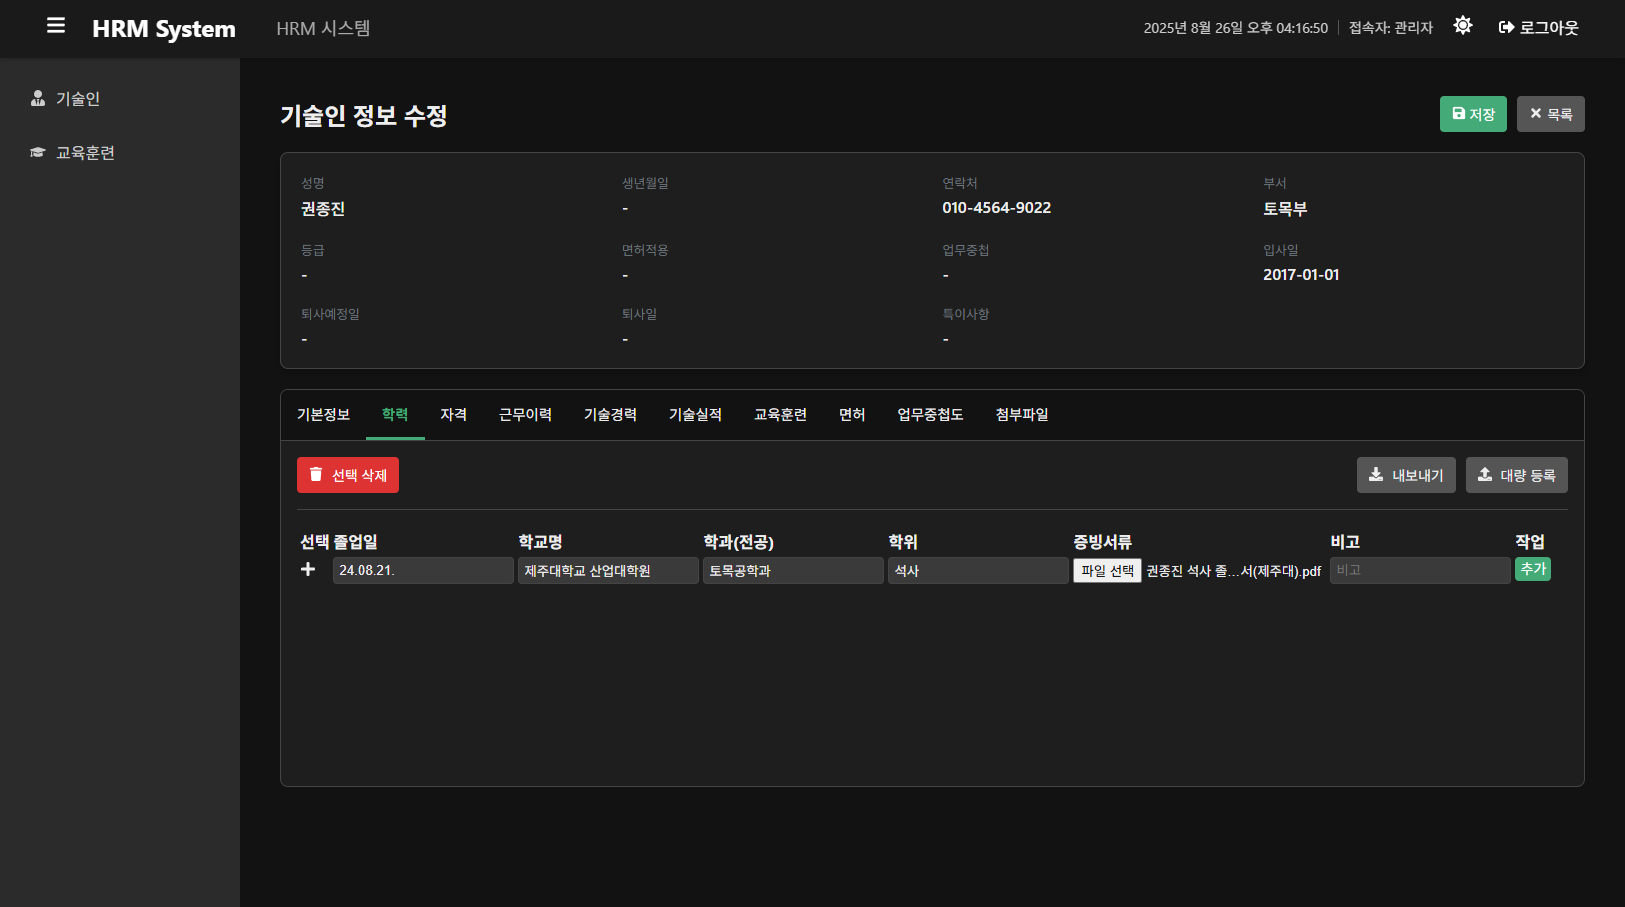 HRM System
HRM 시스템
2025년 8월 26일 오후 04:16:50
접속자: 관리자
로그아웃
기술인
교육훈련
기술인 정보 수정
저장
목록
성명 생년월일 연락처 부서
권종진 - 010-4564-9022 토목부
등급 면허적용 업무중첩 입사일
- - - 2017-01-01
퇴사예정일 퇴사일 특이사항
- - -
기본정보 학력 자격 근무이력 기술경력 기술실적 교육훈련 면허 업무중첩도 첨부파일
선택 삭제 내보내기 대량 등록
선택 졸업일 학교명 학과(전공) 학위 증빙서류 비고 작업
24.08.21. 제주대학교 산업대학원 토목공학과 석사 파일 선택 권종진 석사 졸...서(제주대).pdf 비고 추가